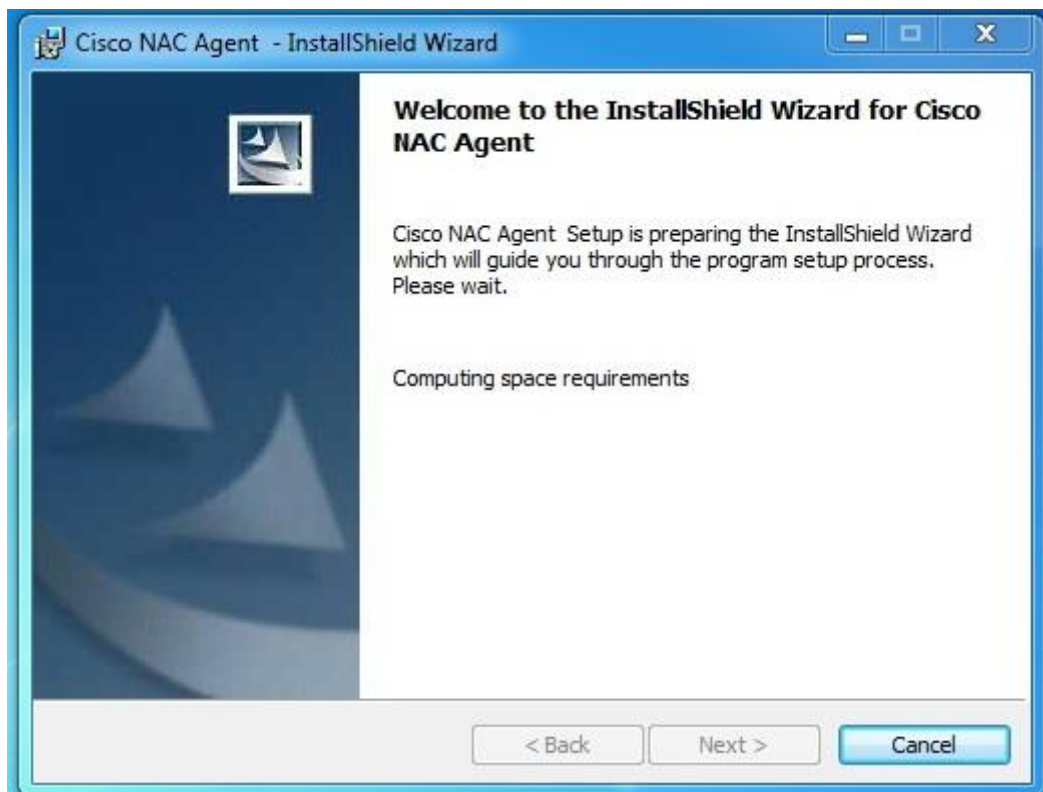 Cisco NAC Agent - InstallShield Wizard
Welcome to the InstallShield Wizard for Cisco
NAC Agent
Cisco NAC Agent Setup is preparing the InstallShield Wizard
which will guide you through the program setup process.
Please wait.
Computing space requirements
< Back
Next >
Cancel